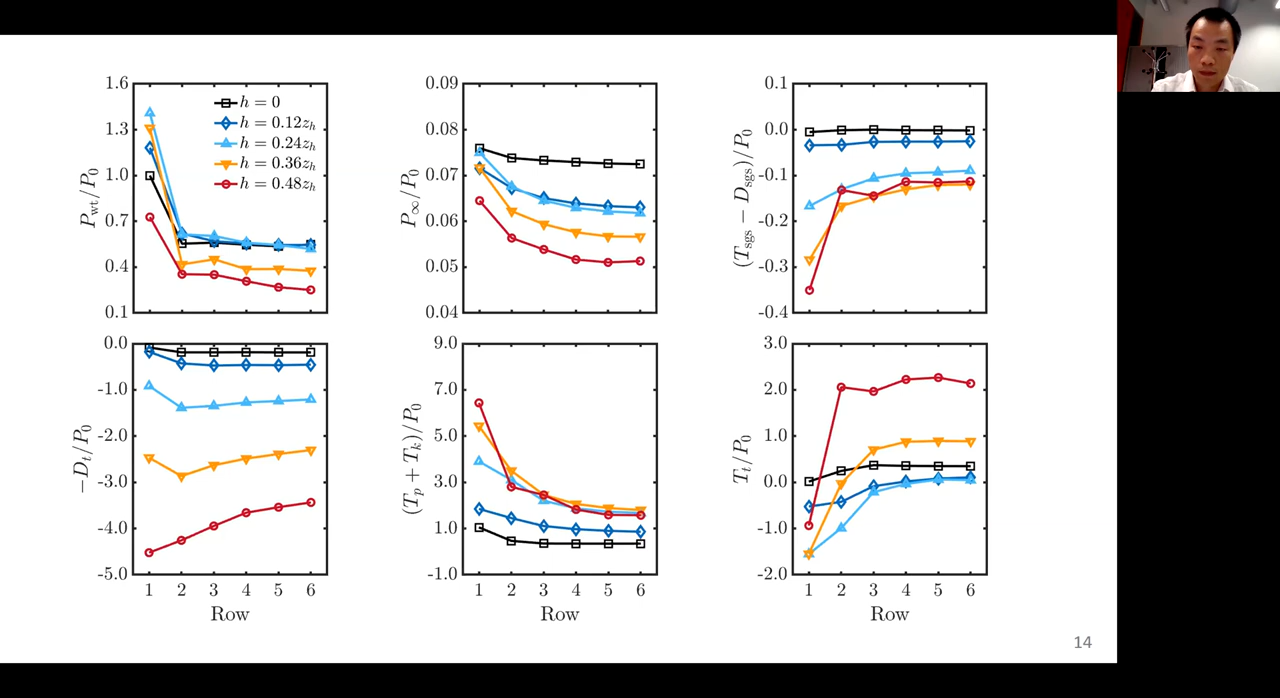 1.6
1.3
1.0
0.7
0.4
0.1
P_wt/P_0
h = 0
h = 0.12z_h
h = 0.24z_h
h = 0.36z_h
h = 0.48z_h
0.09
0.08
0.07
0.06
0.05
0.04
P_∞/P_0
0.1
0.0
-0.1
-0.2
-0.3
-0.4
(T_sgs − D_sgs)/P_0
0.0
-1.0
-2.0
-3.0
-4.0
-5.0
−D_t/P_0
1 2 3 4 5 6
Row
9.0
7.0
5.0
3.0
1.0
-1.0
(T_p + T_k)/P_0
1 2 3 4 5 6
Row
3.0
2.0
1.0
0.0
-1.0
-2.0
T_t/P_0
1 2 3 4 5 6
Row
14